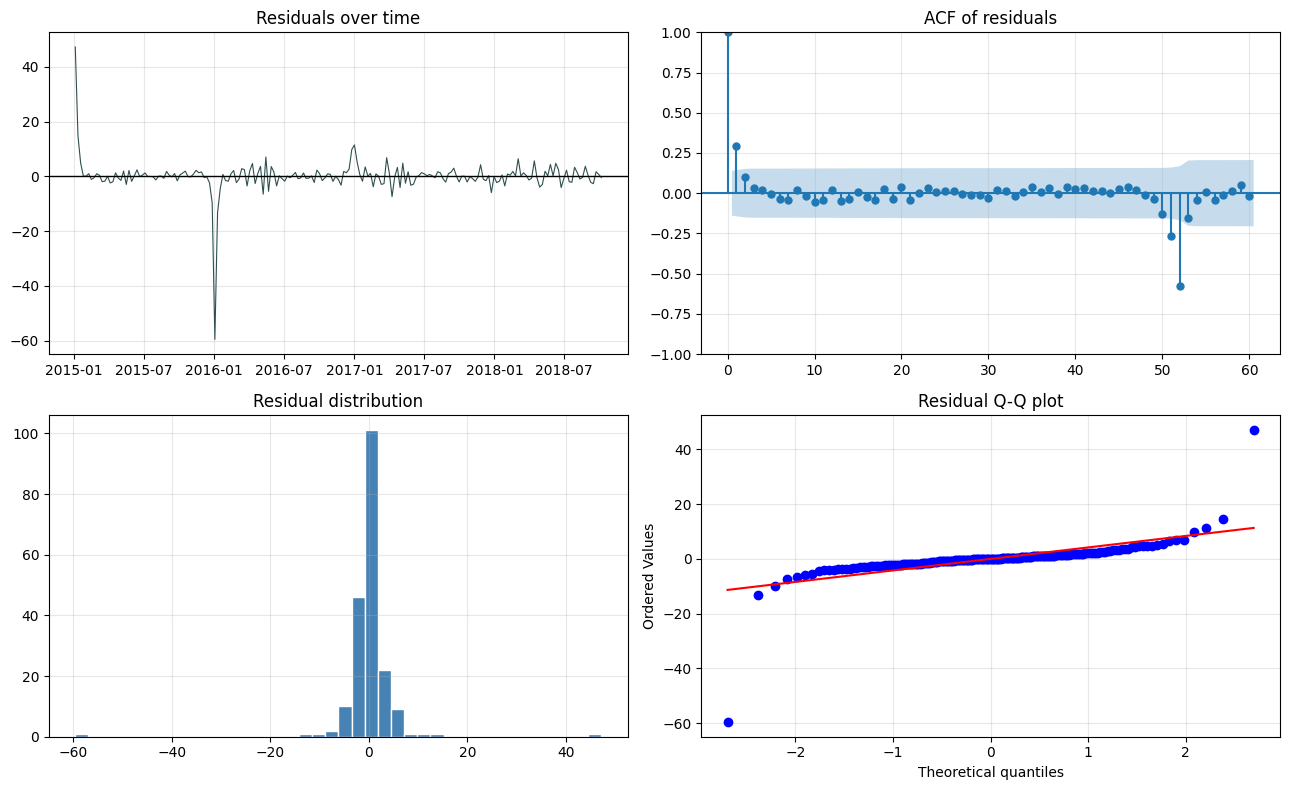 Residuals over time
40
20
0
−20
−40
−60
2015-01 2015-07 2016-01 2016-07 2017-01 2017-07 2018-01 2018-07
ACF of residuals
1.00
0.75
0.50
0.25
0.00
−0.25
−0.50
−0.75
−1.00
0 10 20 30 40 50 60
Residual distribution
100
80
60
40
20
0
−60 −40 −20 0 20 40
Residual Q-Q plot
Ordered Values
40
20
0
−20
−40
−60
−2 −1 0 1 2
Theoretical quantiles